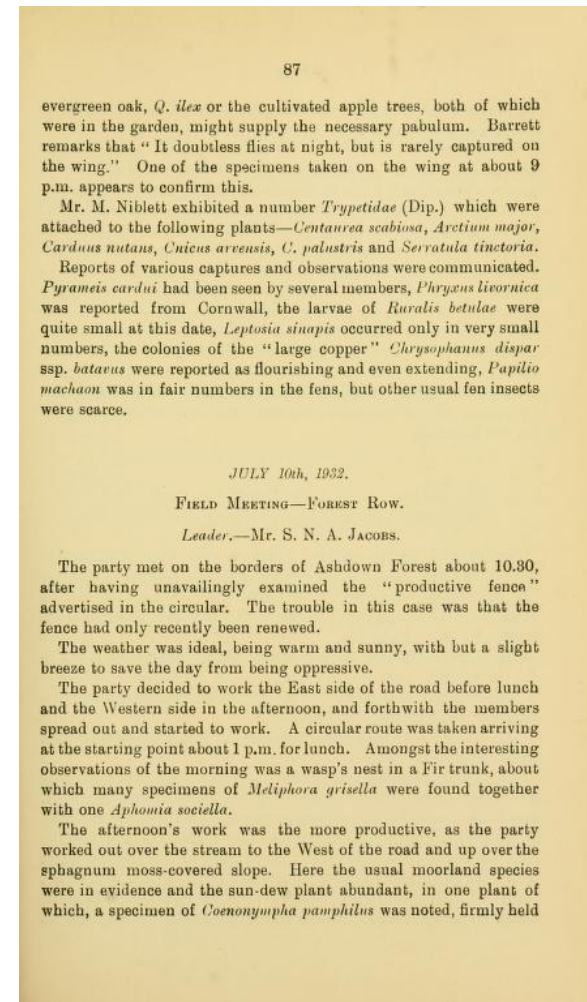 87
evergreen oak, Q. ilex or the cultivated apple trees, both of which
were in the garden, might supply the necessary pabulum. Barrett
remarks that “ It doubtless flies at night, but is rarely captured on
the wing.” One of the specimens taken on the wing at about 9
p.m. appears to confirm this.
Mr. M. Niblett exhibited a number Trypetidae (Dip.) which were
attached to the following plants—Centaurea scabiosa, Arctium major,
Carduus nutans, Cnicus arvensis, C. palustris and Serratula tinctoria.
Reports of various captures and observations were communicated.
Pyrameis cardui had been seen by several members, Phryxus livornica
was reported from Cornwall, the larvae of Ruralis betulae were
quite small at this date, Leptosia sinapis occurred only in very small
numbers, the colonies of the “ large copper ” Chrysophanus dispar
ssp. batavus were reported as flourishing and even extending, Papilio
machaon was in fair numbers in the fens, but other usual fen insects
were scarce.
JULY 10th, 1932.
Field Meeting—Forest Row.
Leader.—Mr. S. N. A. Jacobs.
The party met on the borders of Ashdown Forest about 10.30,
after having unavailingly examined the “ productive fence ”
advertised in the circular. The trouble in this case was that the
fence had only recently been renewed.
The weather was ideal, being warm and sunny, with but a slight
breeze to save the day from being oppressive.
The party decided to work the East side of the road before lunch
and the Western side in the afternoon, and forthwith the members
spread out and started to work. A circular route was taken arriving
at the starting point about 1 p.m. for lunch. Amongst the interesting
observations of the morning was a wasp's nest in a Fir trunk, about
which many specimens of Meliphora grisella were found together
with one Aphomia sociella.
The afternoon's work was the more productive, as the party
worked out over the stream to the West of the road and up over the
sphagnum moss-covered slope. Here the usual moorland species
were in evidence and the sun-dew plant abundant, in one plant of
which, a specimen of Coenonympha pamphilus was noted, firmly held